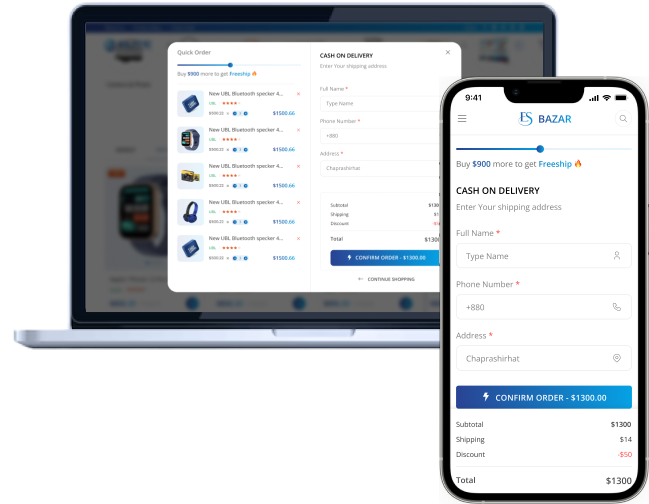 Quick Order
Buy $900 more to get Freeship
New UBL Bluetooth specker 4...
UBL
$1500.66
New UBL Bluetooth specker 4...
UBL
$1500.66
New UBL Bluetooth specker 4...
UBL
$1500.66
New UBL Bluetooth specker 4...
UBL
$1500.66
New UBL Bluetooth specker 4...
UBL
$1500.66
CASH ON DELIVERY
Enter Your shipping address
Full Name *
Type Name
Phone Number *
+880
Address *
Chaprashirhat
Subtotal
Shipping
Discount
Total $1300
CONFIRM ORDER - $1300.00
CONTINUE SHOPPING
9:41
ES BAZAR
Buy $900 more to get Freeship
CASH ON DELIVERY
Enter Your shipping address
Full Name *
Type Name
Phone Number *
+880
Address *
Chaprashirhat
CONFIRM ORDER - $1300.00
Subtotal $1300
Shipping $14
Discount -$50
Total $1300